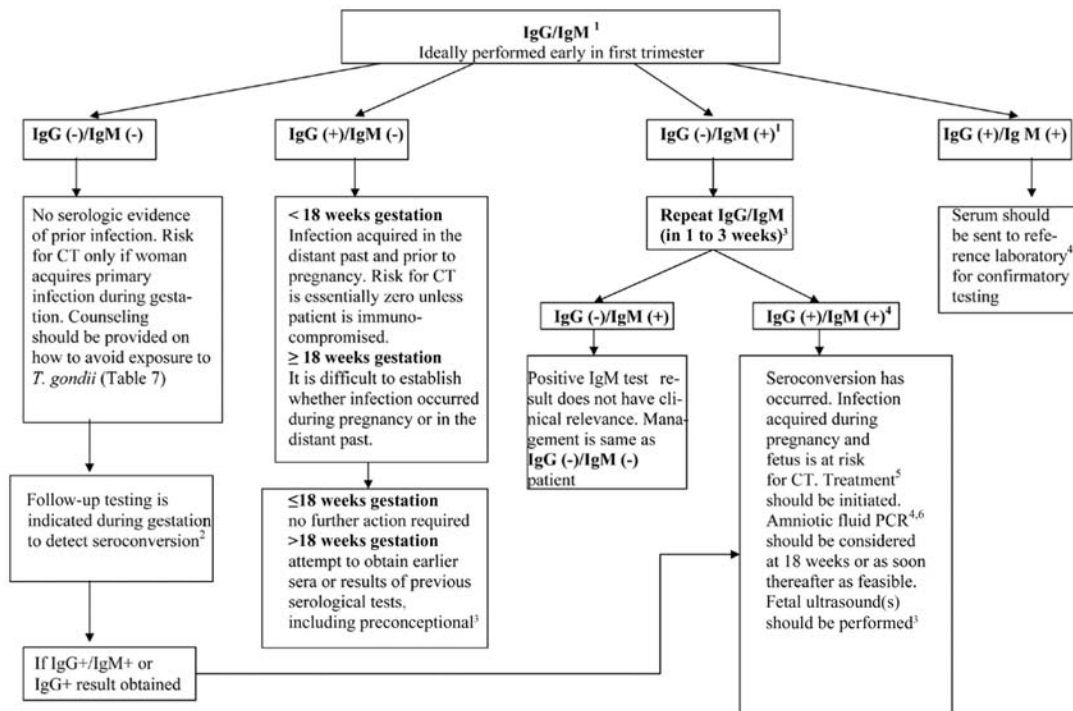 IgG/IgM 1
Ideally performed early in first trimester
IgG (-)/IgM (-)
IgG (+)/IgM (-)
IgG (-)/IgM (+)1
IgG (+)/Ig M (+)
No serologic evidence
of prior infection. Risk
for CT only if woman
acquires primary
infection during gesta-
tion. Counseling
should be provided on
how to avoid exposure to
T. gondii (Table 7)
< 18 weeks gestation
Infection acquired in the
distant past and prior to
pregnancy. Risk for CT
is essentially zero unless
patient is immuno-
compromised.
≥ 18 weeks gestation
It is difficult to establish
whether infection occurred
during pregnancy or in the
distant past.
Repeat IgG/IgM
(in 1 to 3 weeks)3
Serum should
be sent to refe-
rence laboratory4
for confirmatory
testing
IgG (-)/IgM (+)
IgG (+)/IgM (+)4
Positive IgM test re-
sult does not have cli-
nical relevance. Mana-
gement is same as
IgG (-)/IgM (-)
patient
Seroconversion has
occurred. Infection
acquired during
pregnancy and
fetus is at risk
for CT. Treatment5
should be initiated.
Amniotic fluid PCR4,6
should be considered
at 18 weeks or as soon
thereafter as feasible.
Fetal ultrasound(s)
should be performed3
Follow-up testing is
indicated during gestation
to detect seroconversion2
≤18 weeks gestation
no further action required
>18 weeks gestation
attempt to obtain earlier
sera or results of previous
serological tests,
including preconceptional3
If IgG+/IgM+ or
IgG+ result obtained